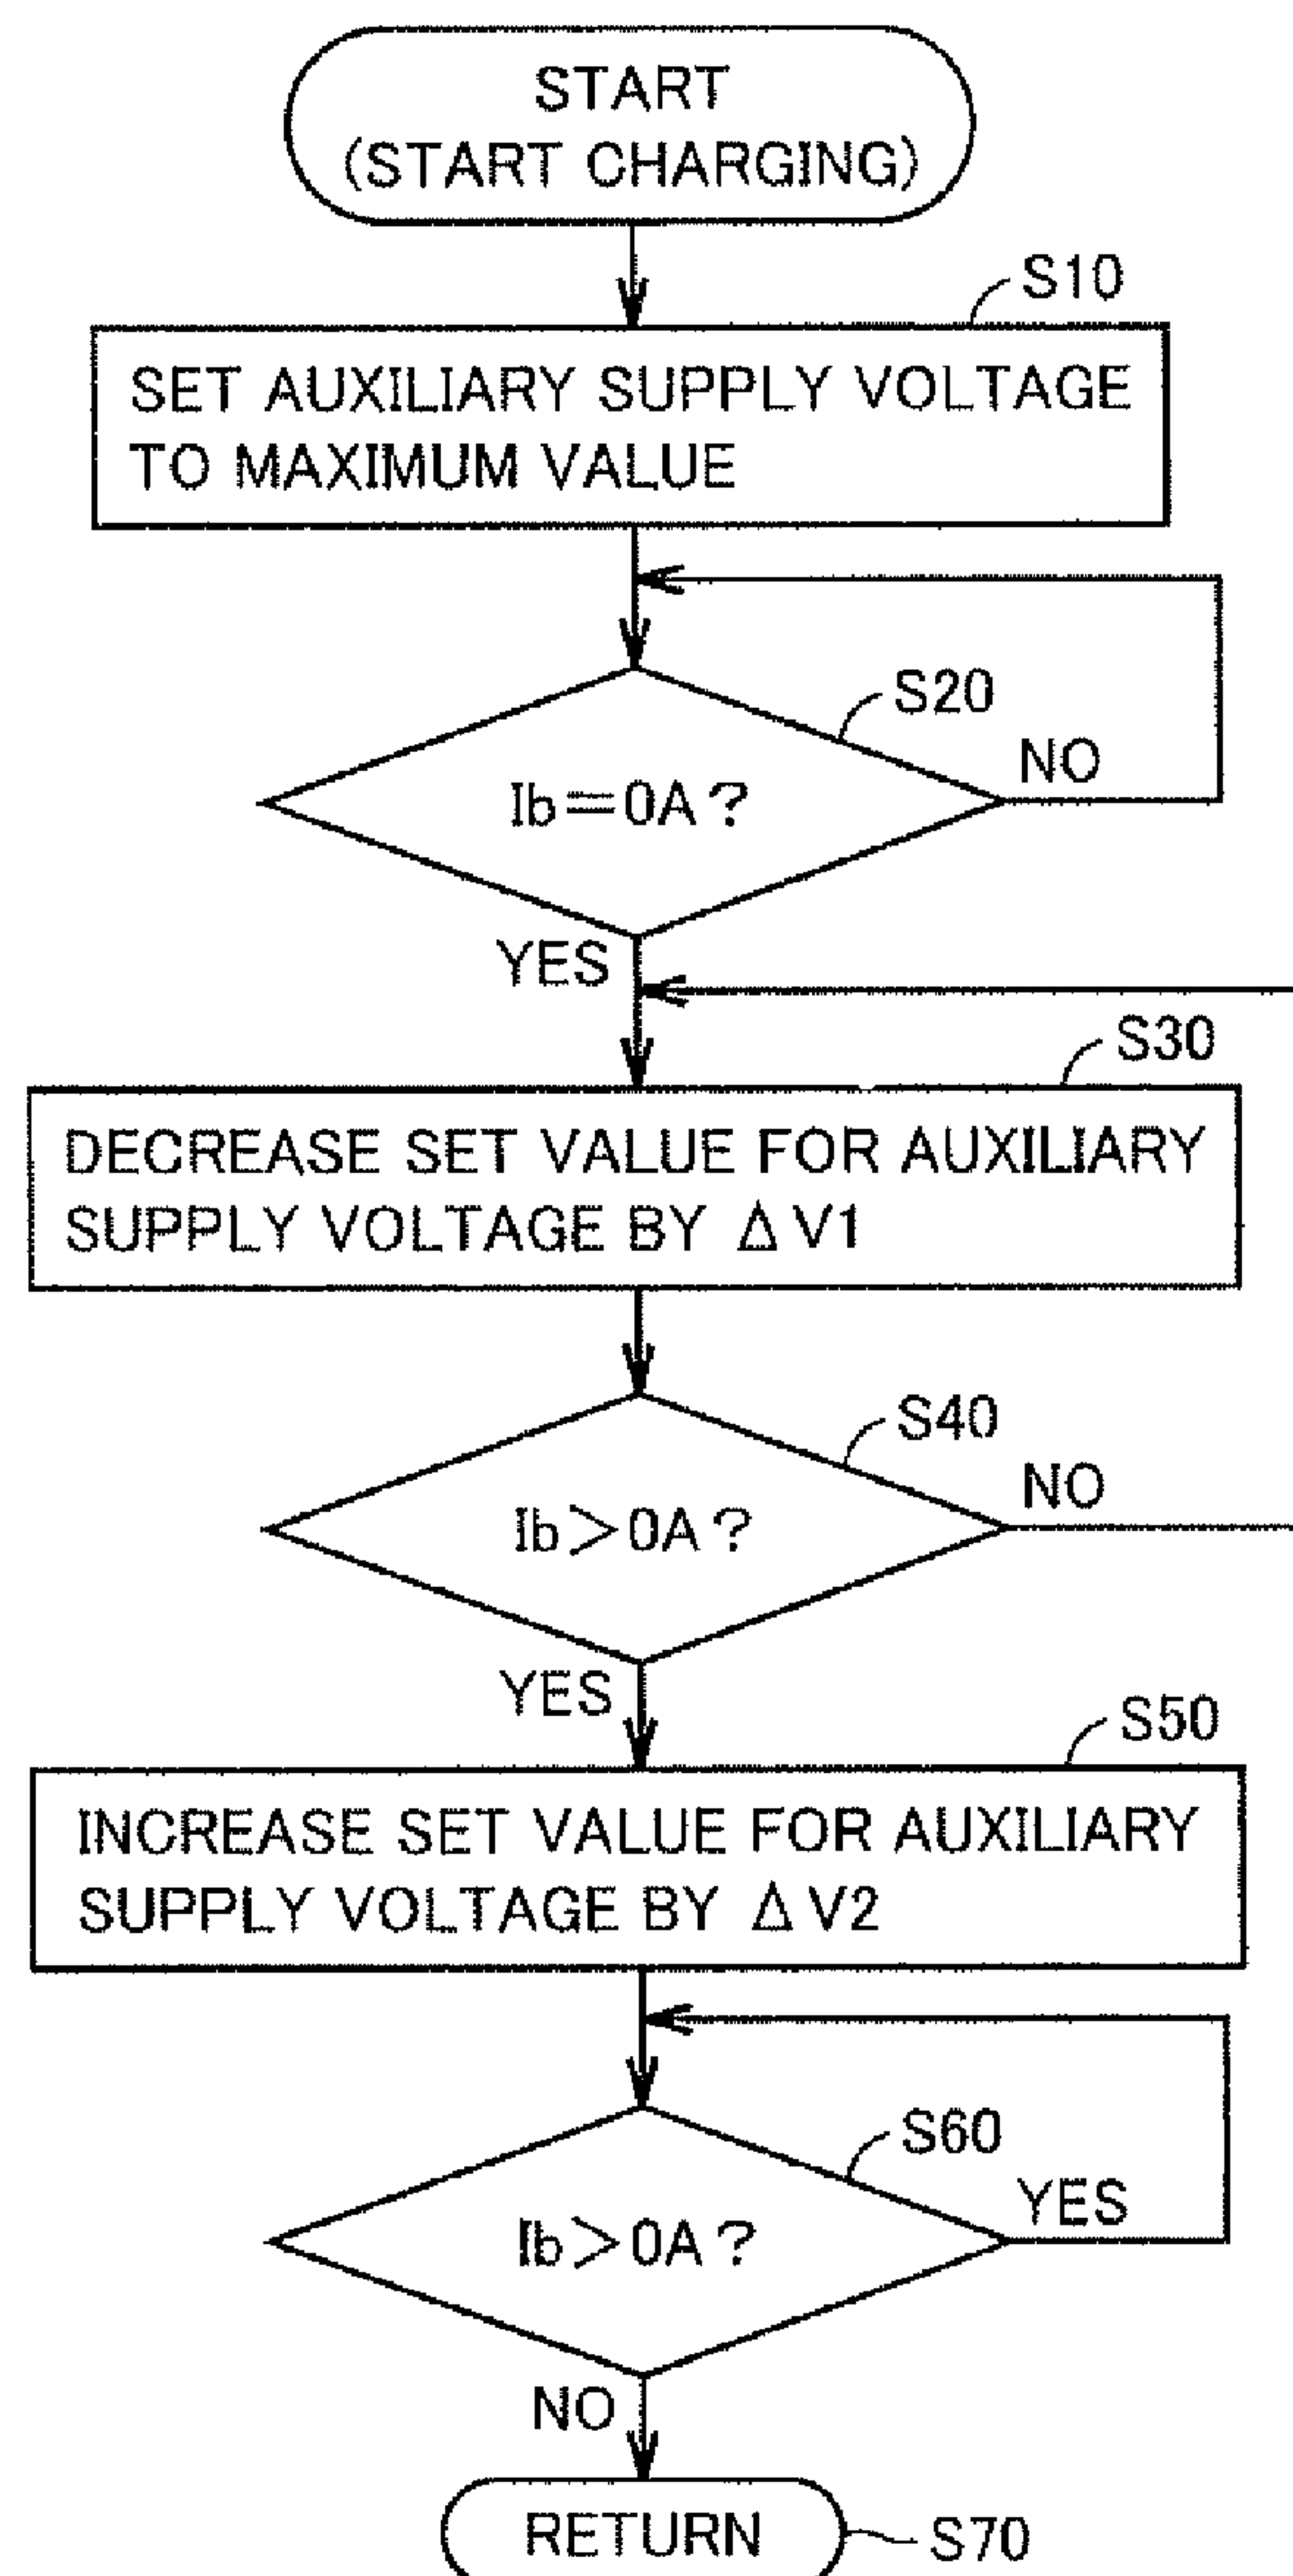 START
(START CHARGING)
S10
SET AUXILIARY SUPPLY VOLTAGE
TO MAXIMUM VALUE
S20
Ib=0A?
NO
YES
S30
DECREASE SET VALUE FOR AUXILIARY
SUPPLY VOLTAGE BY ΔV1
S40
Ib>0A?
NO
YES
S50
INCREASE SET VALUE FOR AUXILIARY
SUPPLY VOLTAGE BY ΔV2
S60
Ib>0A?
YES
NO
RETURN
S70